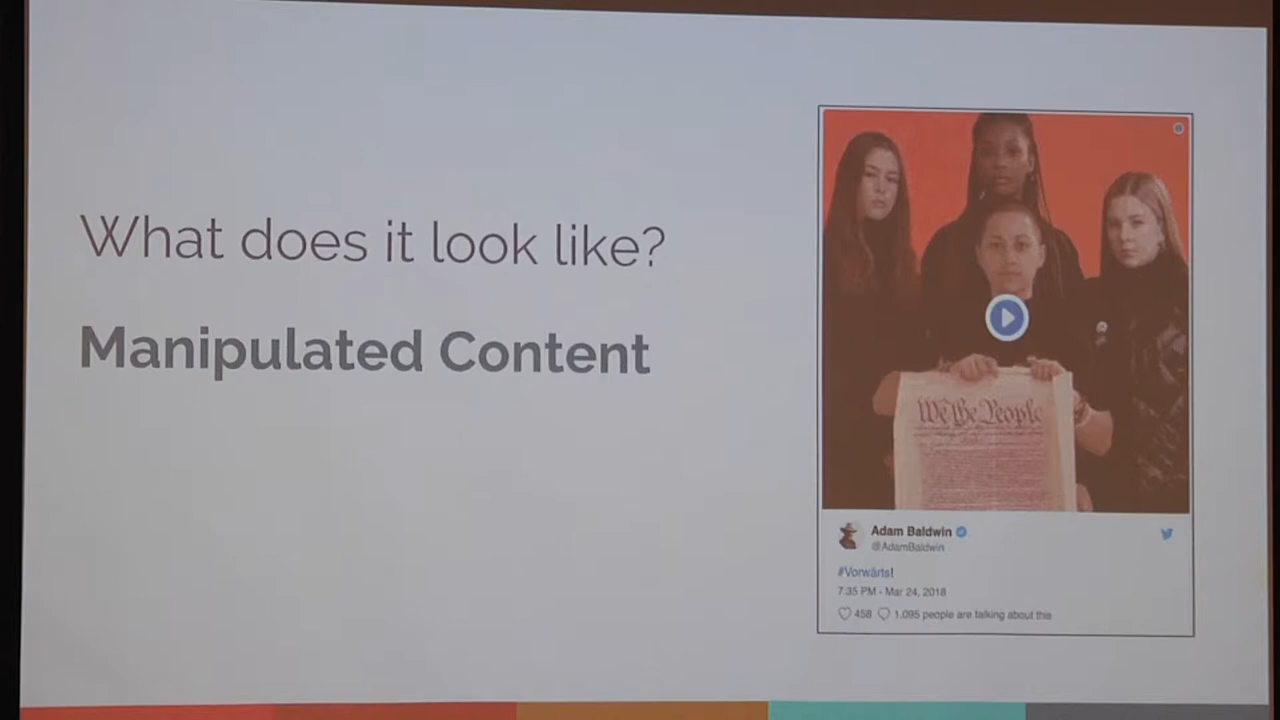 What does it look like?
Manipulated Content
We the People
Adam Baldwin
@AdamBaldwin
#Vorwärts!
7:35 PM - Mar 24, 2018
458 1,095 people are talking about this